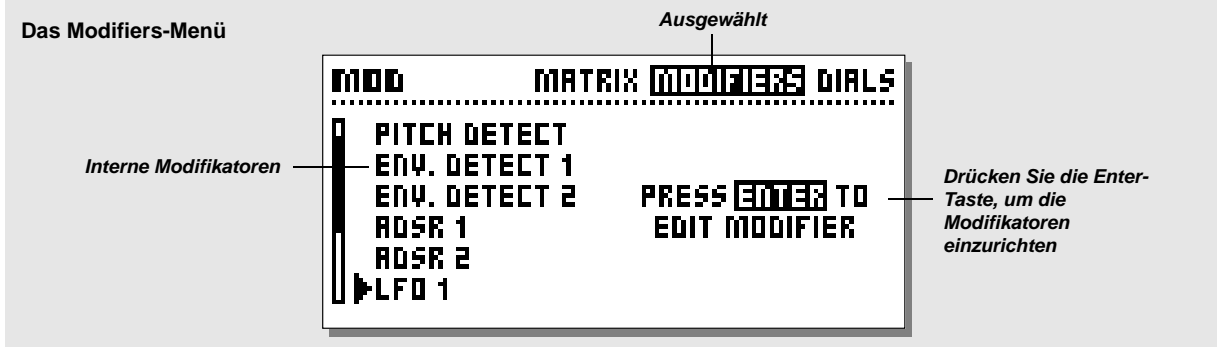 Das Modifiers-Menü
Ausgewählt
MOD MATRIX MODIFIERS DIALS
PITCH DETECT
ENV. DETECT 1
ENV. DETECT 2
ADSR 1
ADSR 2
LFO 1
PRESS ENTER TO
EDIT MODIFIER
Interne Modifikatoren
Drücken Sie die Enter-
Taste, um die
Modifikatoren
einzurichten